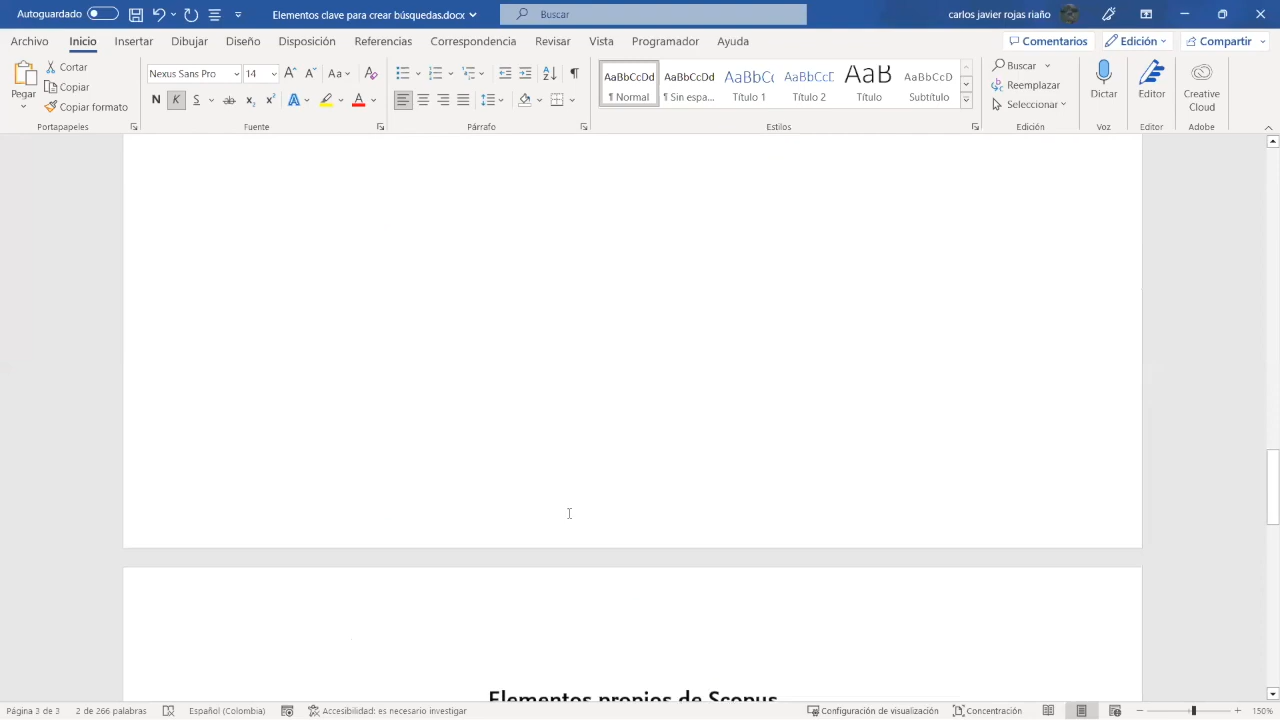 Autoguardado
Elementos clave para crear búsquedas.docx
Buscar
carlos javier rojas riaño
Archivo Inicio Insertar Dibujar Diseño Disposición Referencias Correspondencia Revisar Vista Programador Ayuda
Comentarios Edición Compartir
Pegar
Cortar
Copiar
Copiar formato
Portapapeles
Nexus Sans Pro 14
Fuente
Párrafo
AaBbCcDd AaBbCcDd AaBbCc AaBbCcE AaB AaBbCcD
¶ Normal ¶ Sin espa... Título 1 Título 2 Título Subtítulo
Estilos
Buscar
Reemplazar
Seleccionar
Edición
Dictar
Voz
Editor
Editor
Creative
Cloud
Adobe
Elementos propios de Scopus
Página 3 de 3 2 de 266 palabras Español (Colombia) Accesibilidad: es necesario investigar Configuración de visualización Concentración 150%